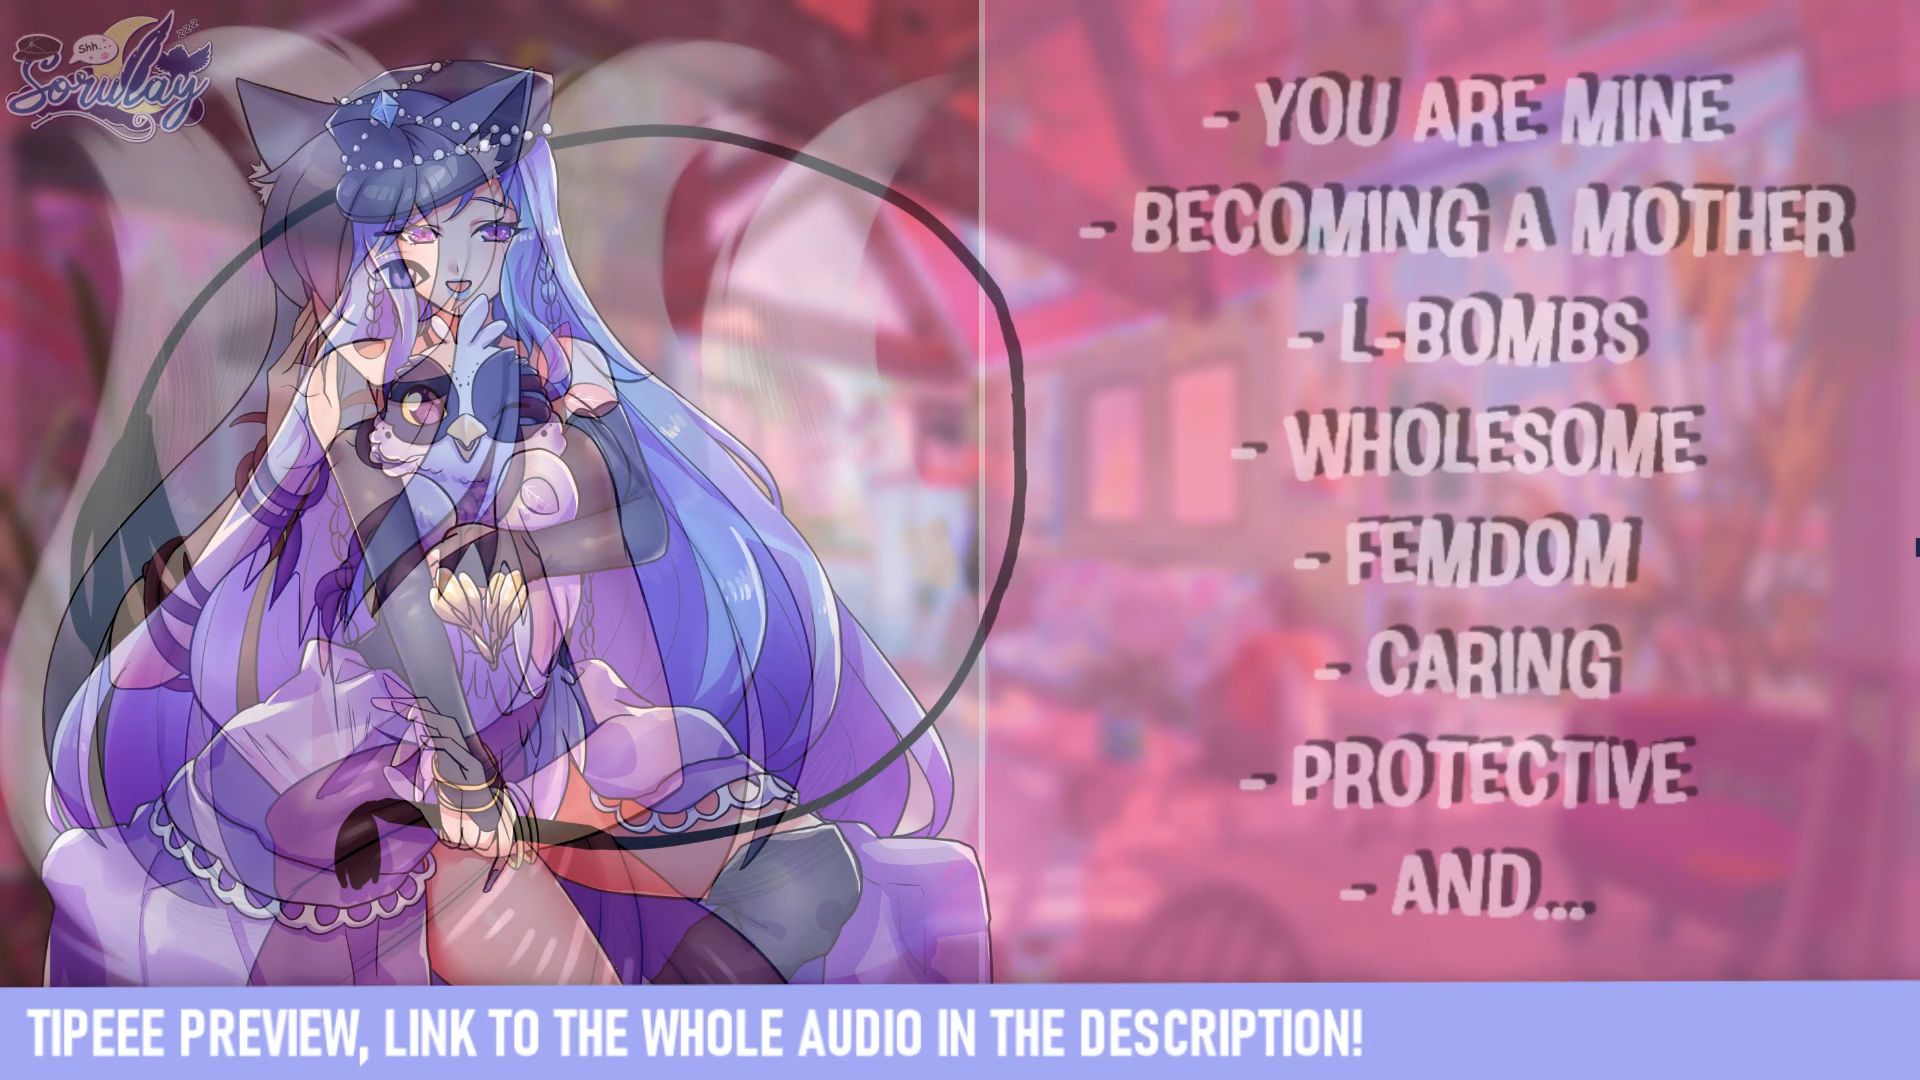 Shh...
zzz
Sorulay
- YOU ARE MINE
- BECOMING A MOTHER
- L-BOMBS
- WHOLESOME
- FEMDOM
- CARING
- PROTECTIVE
- AND...
TIPEEE PREVIEW, LINK TO THE WHOLE AUDIO IN THE DESCRIPTION!